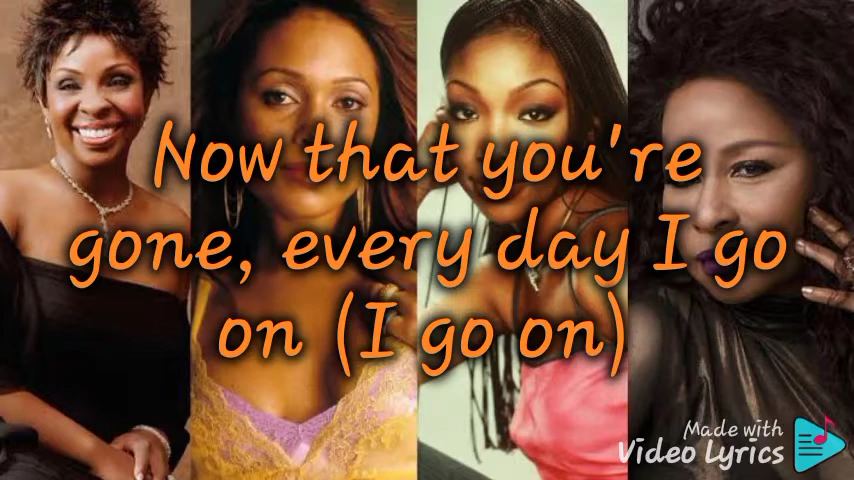 Now that you're
gone, every day I go
on (I go on)
Made with
Video Lyrics